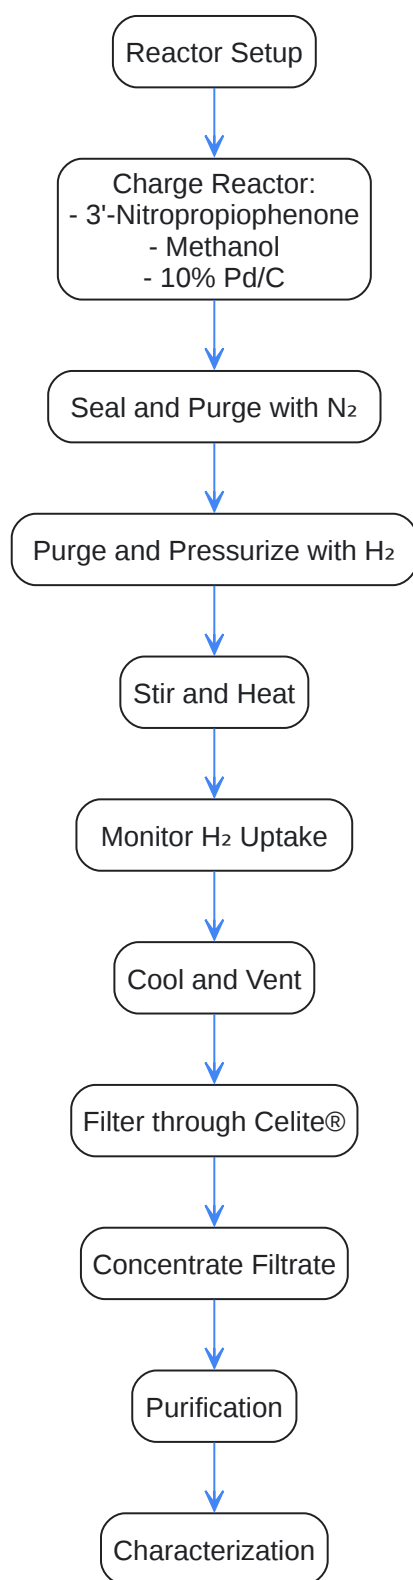 Reactor Setup
Charge Reactor:
- 3'-Nitropropiophenone
- Methanol
- 10% Pd/C
Seal and Purge with N₂
Purge and Pressurize with H₂
Stir and Heat
Monitor H₂ Uptake
Cool and Vent
Filter through Celite®
Concentrate Filtrate
Purification
Characterization